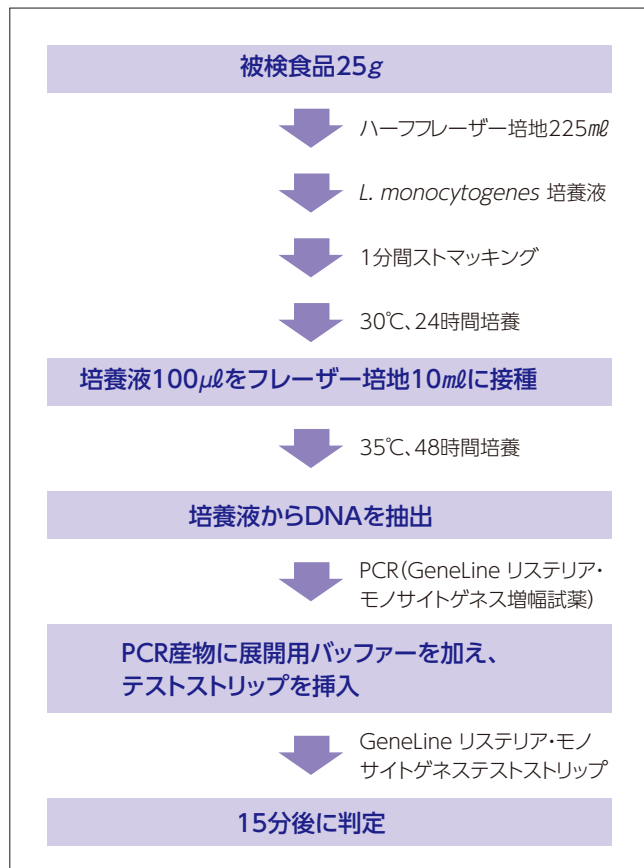 被検食品25g
ハーフフレーザー培地225㎖
L. monocytogenes 培養液
1分間ストマッキング
30℃、24時間培養
培養液100㎕をフレーザー培地10㎖に接種
35℃、48時間培養
培養液からDNAを抽出
PCR(GeneLine リステリア・
モノサイトゲネス増幅試薬)
PCR産物に展開用バッファーを加え、
テストストリップを挿入
GeneLine リステリア・モノ
サイトゲネステストストリップ
15分後に判定